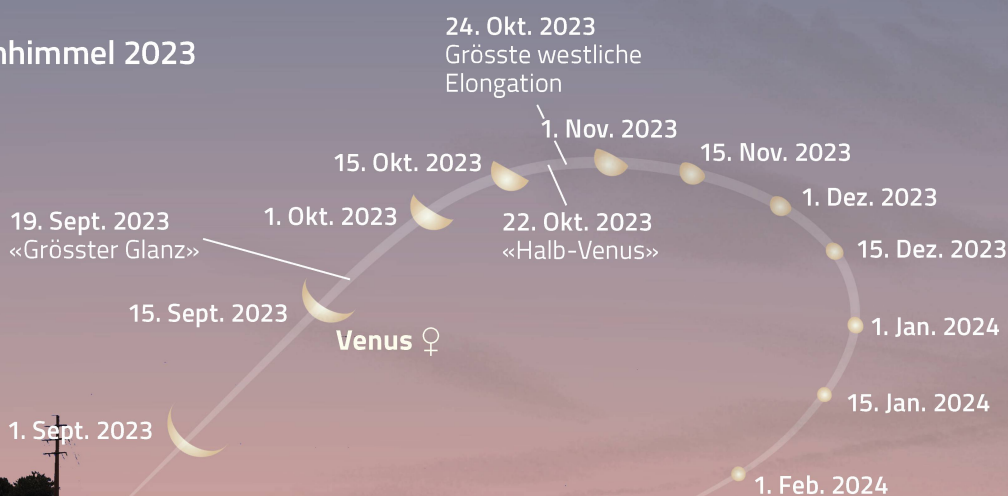 nhimmel 2023
24. Okt. 2023
Grösste westliche
Elongation
1. Nov. 2023
15. Nov. 2023
15. Okt. 2023
1. Dez. 2023
19. Sept. 2023
«Grösster Glanz»
1. Okt. 2023
22. Okt. 2023
«Halb-Venus»
15. Dez. 2023
15. Sept. 2023
Venus ♀
1. Jan. 2024
15. Jan. 2024
1. Sept. 2023
1. Feb. 2024